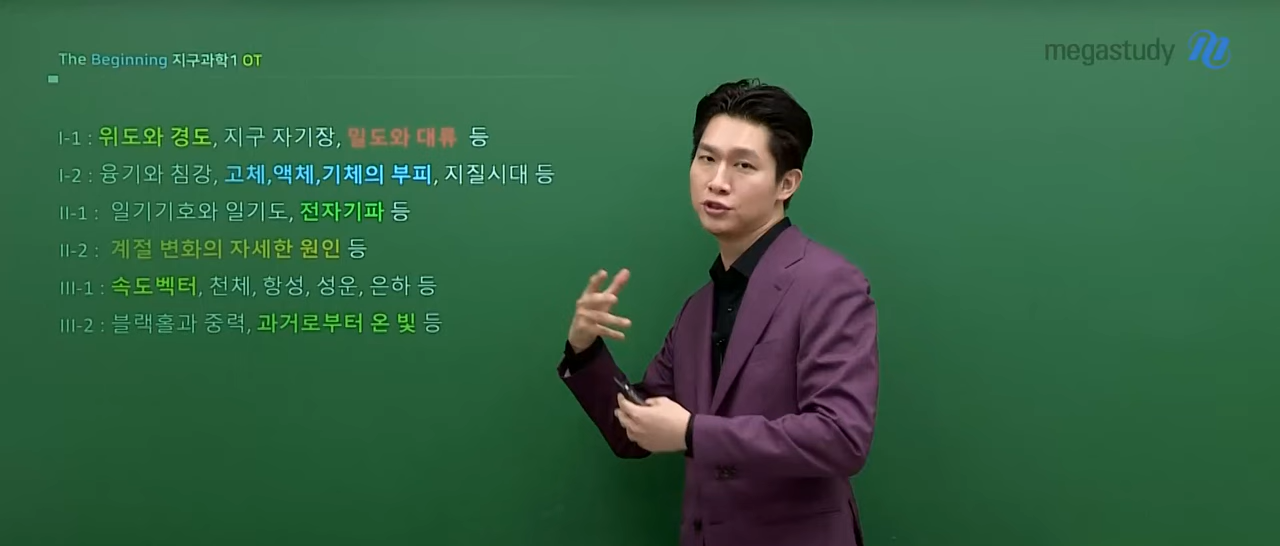 The Beginning 지구과학1 OT
megastudy
I-1 : 위도와 경도, 지구 자기장, 밀도와 대류 등
I-2 : 융기와 침강, 고체,액체,기체의 부피, 지질시대 등
II-1 : 일기기호와 일기도, 전자기파 등
II-2 : 계절 변화의 자세한 원인 등
III-1 : 속도벡터, 천체, 항성, 성운, 은하 등
III-2 : 블랙홀과 중력, 과거로부터 온 빛 등